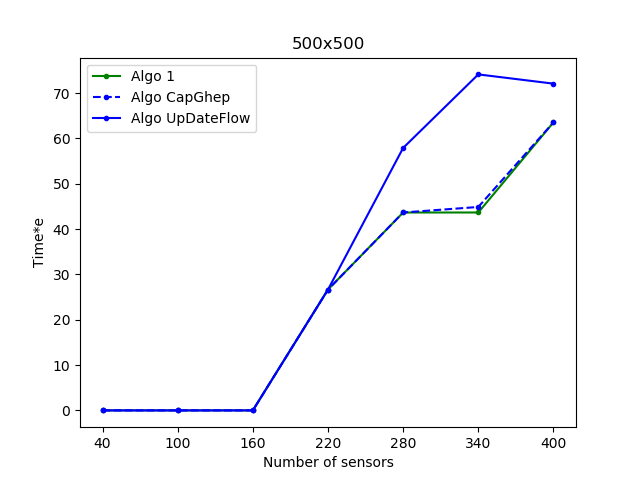 500x500
Algo 1
Algo CapGhep
Algo UpDateFlow
Time*e
70
60
50
40
30
20
10
0
40 100 160 220 280 340 400
Number of sensors